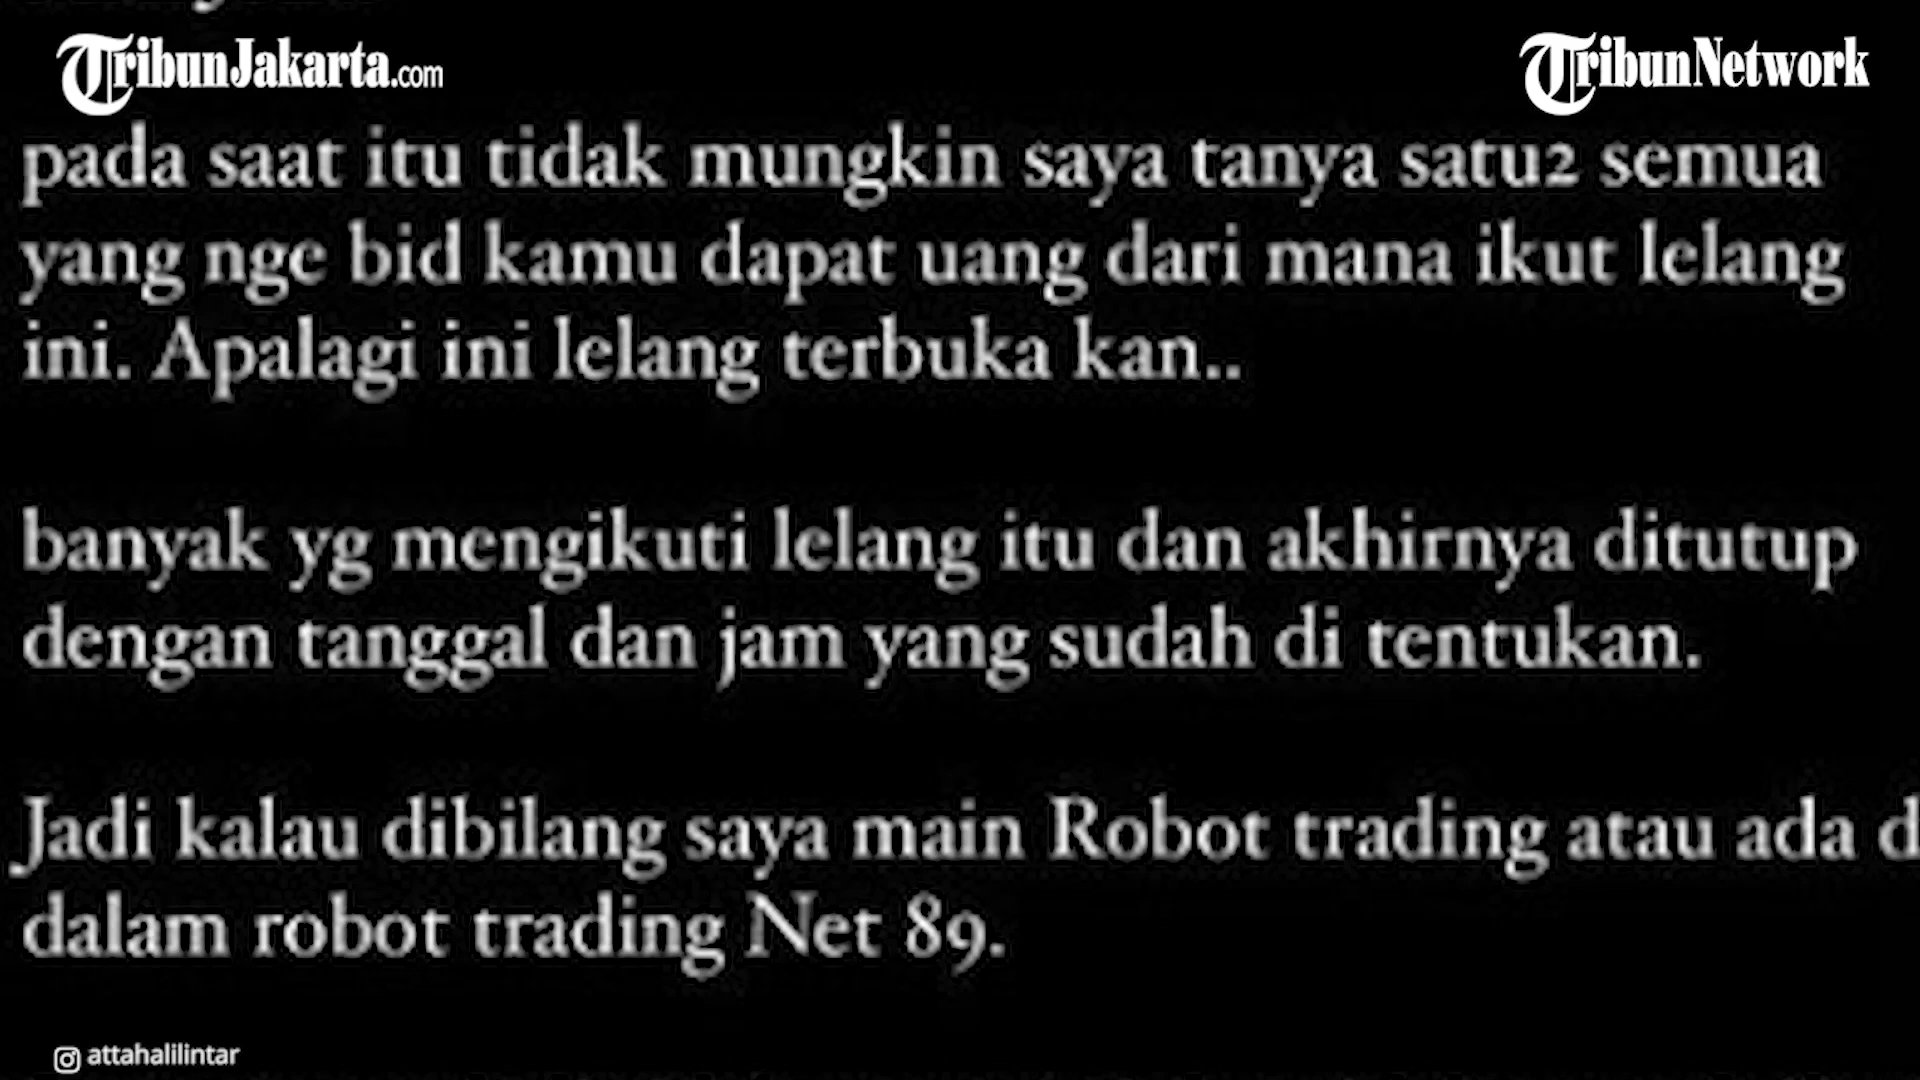 TribunJakarta.com
TribunNetwork
pada saat itu tidak mungkin saya tanya satu2 semua
yang nge bid kamu dapat uang dari mana ikut lelang
ini. Apalagi ini lelang terbuka kan..
banyak yg mengikuti lelang itu dan akhirnya ditutup
dengan tanggal dan jam yang sudah di tentukan.
Jadi kalau dibilang saya main Robot trading atau ada d
dalam robot trading Net 89.
attahalilintar